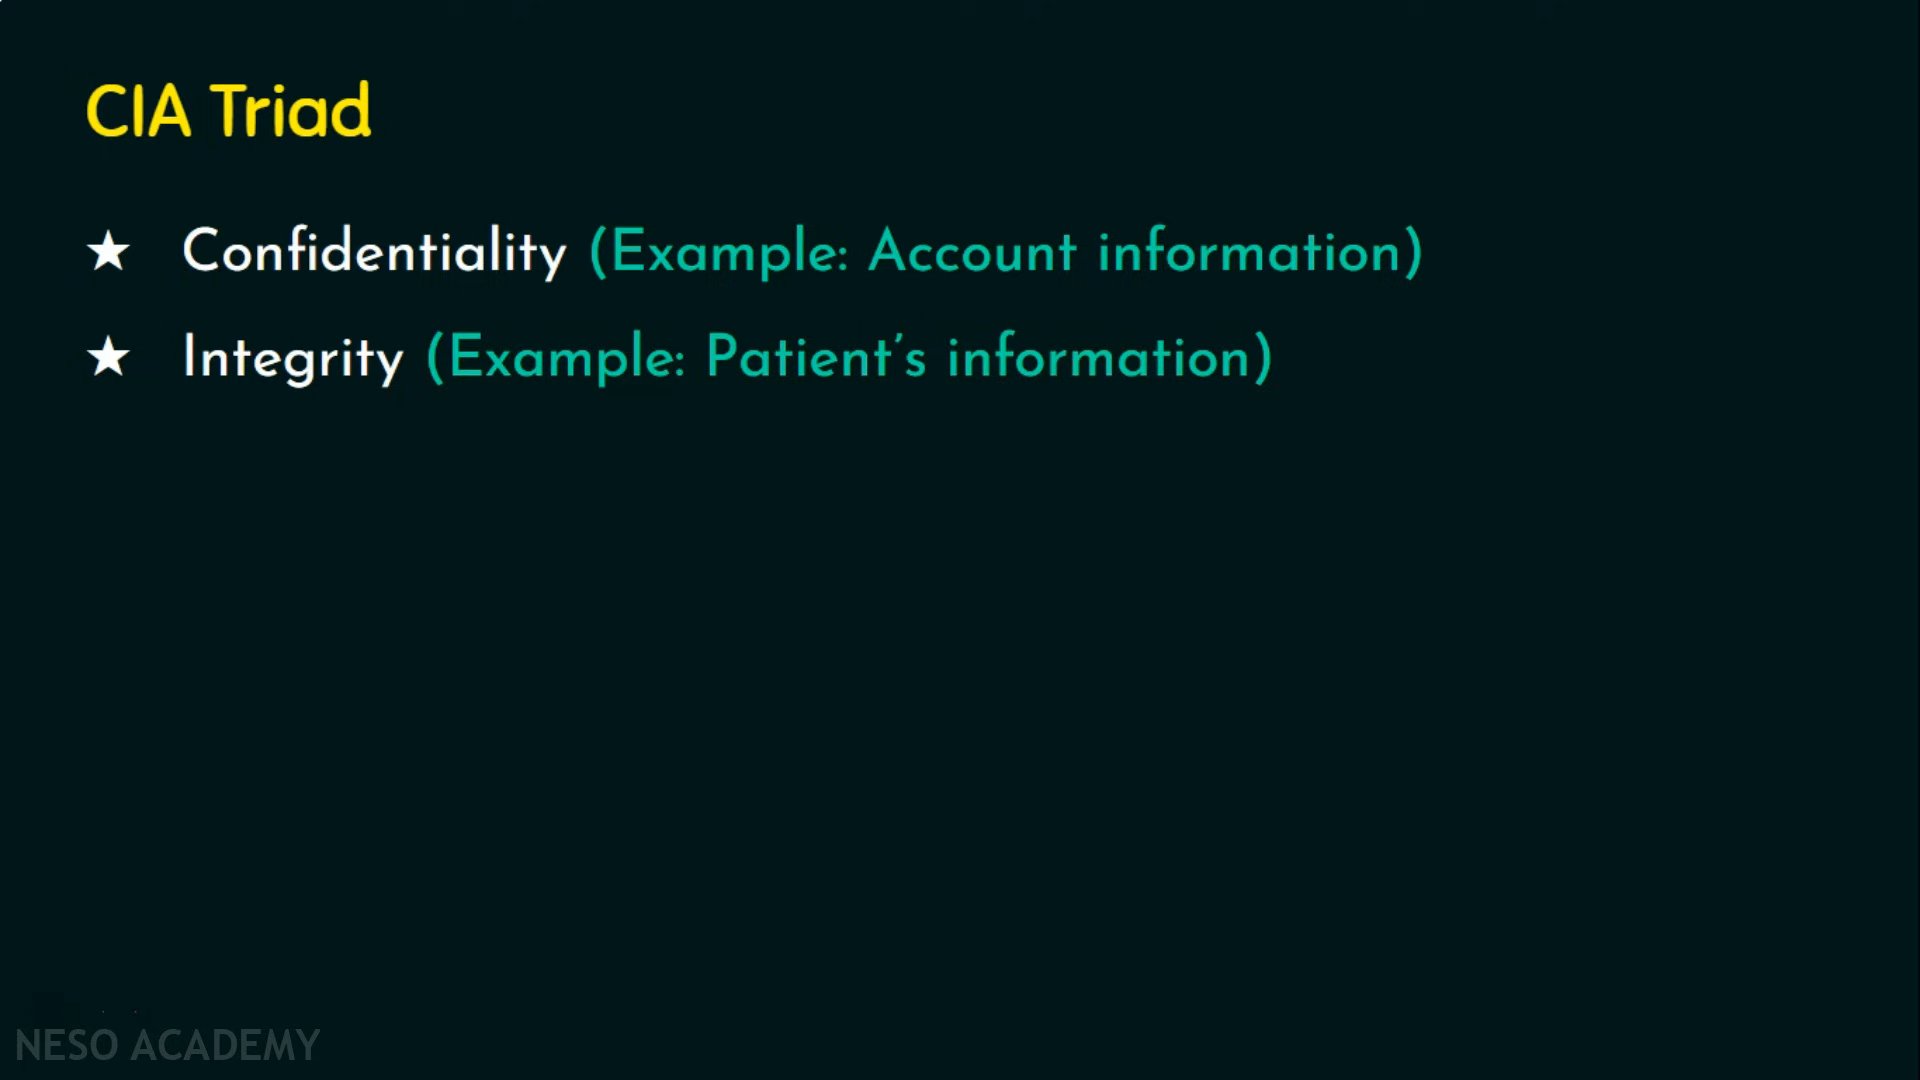 CIA Triad
★ Confidentiality (Example: Account information)
★ Integrity (Example: Patient’s information)
NESO ACADEMY